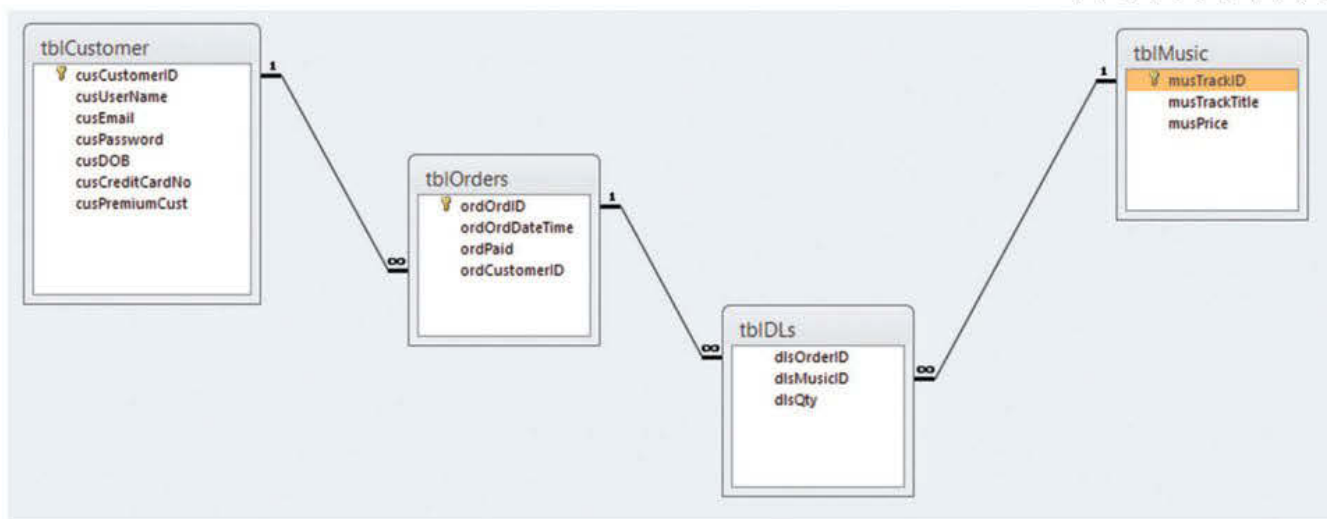 tblCustomer
cusCustomerID
cusUserName
cusEmail
cusPassword
cusDOB
cusCreditCardNo
cusPremiumCust
1
∞
tblOrders
ordOrdID
ordOrdDateTime
ordPaid
ordCustomerID
1
∞
tblDLs
dlsOrderID
dlsMusicID
dlsQty
∞
1
tblMusic
musTrackID
musTrackTitle
musPrice